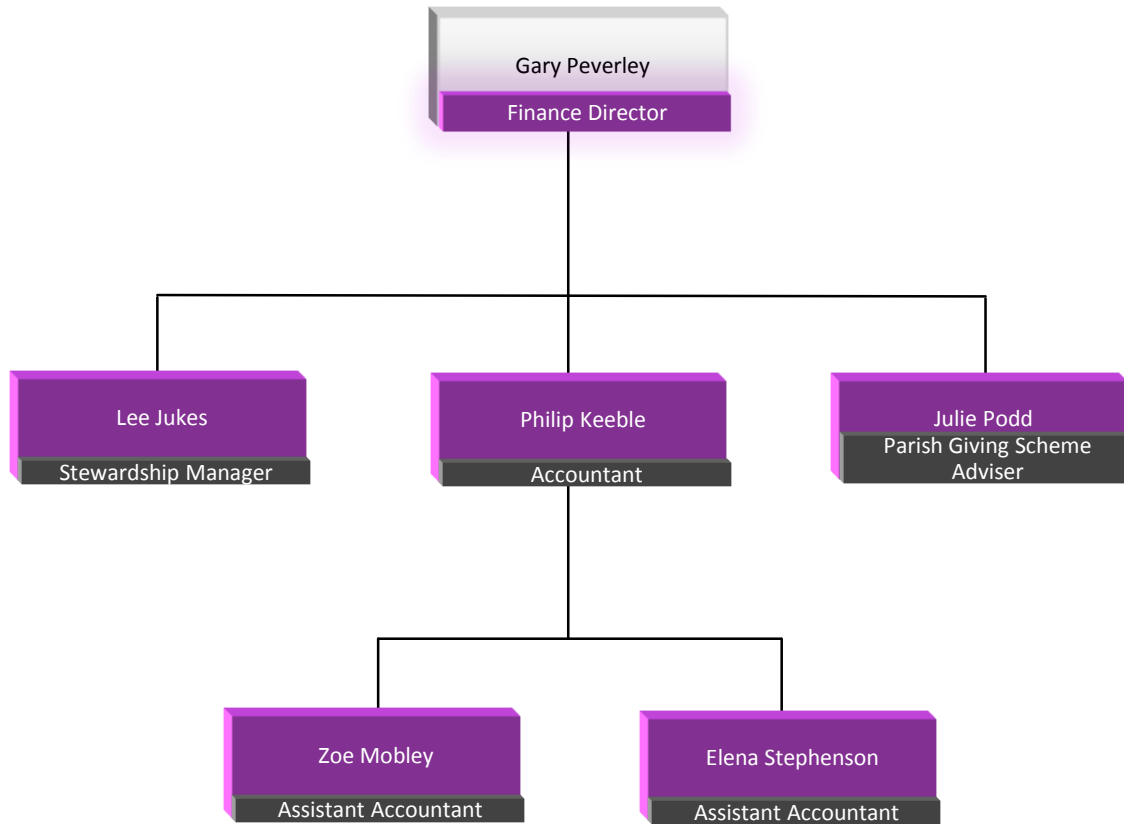 Gary Peverley
Finance Director
Lee Jukes
Stewardship Manager
Philip Keeble
Accountant
Julie Podd
Parish Giving Scheme
Adviser
Zoe Mobley
Assistant Accountant
Elena Stephenson
Assistant Accountant